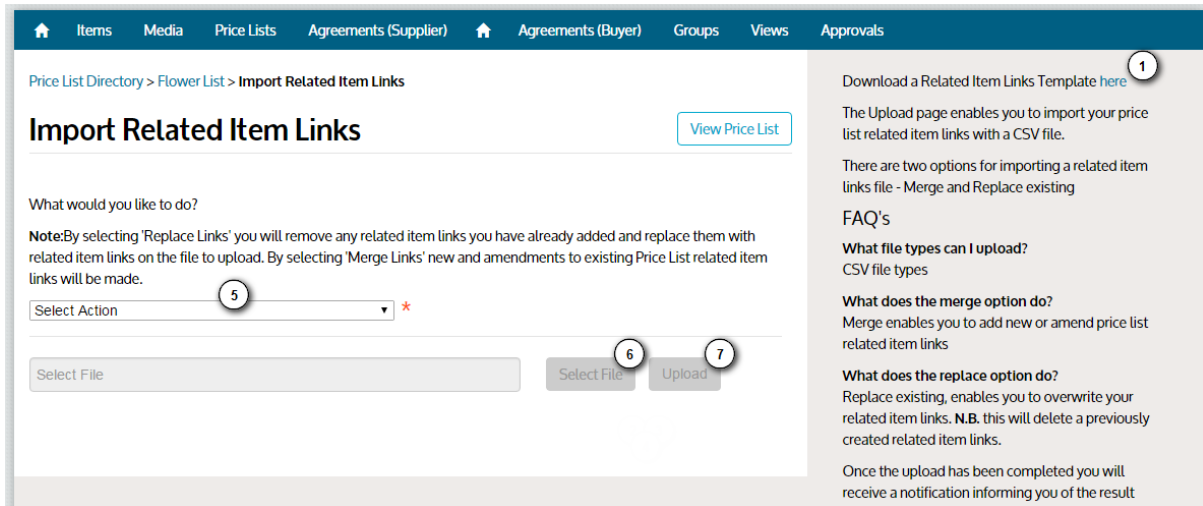 Items Media Price Lists Agreements (Supplier) Agreements (Buyer) Groups Views Approvals
Price List Directory > Flower List > Import Related Item Links
Import Related Item Links
View Price List
What would you like to do?
Note:By selecting 'Replace Links' you will remove any related item links you have already added and replace them with
related item links on the file to upload. By selecting 'Merge Links' new and amendments to existing Price List related item
links will be made.
5
Select Action *
6 7
Select File Select File Upload
1
Download a Related Item Links Template here
The Upload page enables you to import your price
list related item links with a CSV file.
There are two options for importing a related item
links file - Merge and Replace existing
FAQ's
What file types can I upload?
CSV file types
What does the merge option do?
Merge enables you to add new or amend price list
related item links
What does the replace option do?
Replace existing, enables you to overwrite your
related item links. N.B. this will delete a previously
created related item links.
Once the upload has been completed you will
receive a notification informing you of the result